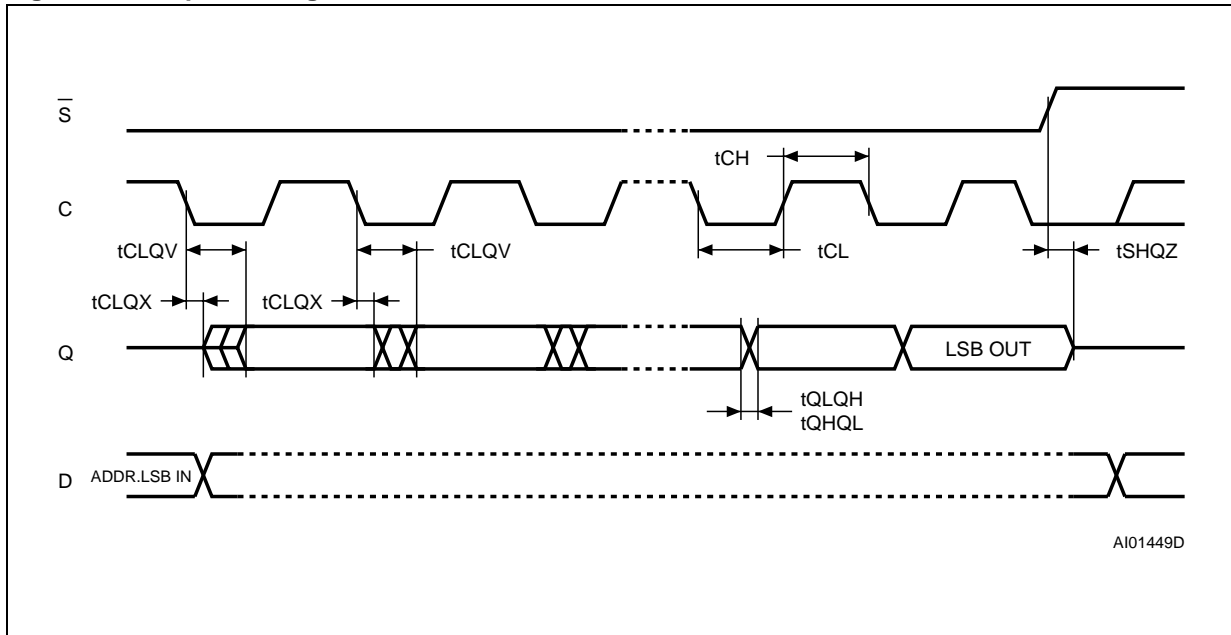 S
tCH
C
tCLQV
tCLQV
tCL
tSHQZ
tCLQX
tCLQX
Q
LSB OUT
tQLQH
tQHQL
D
ADDR.LSB IN
AI01449D